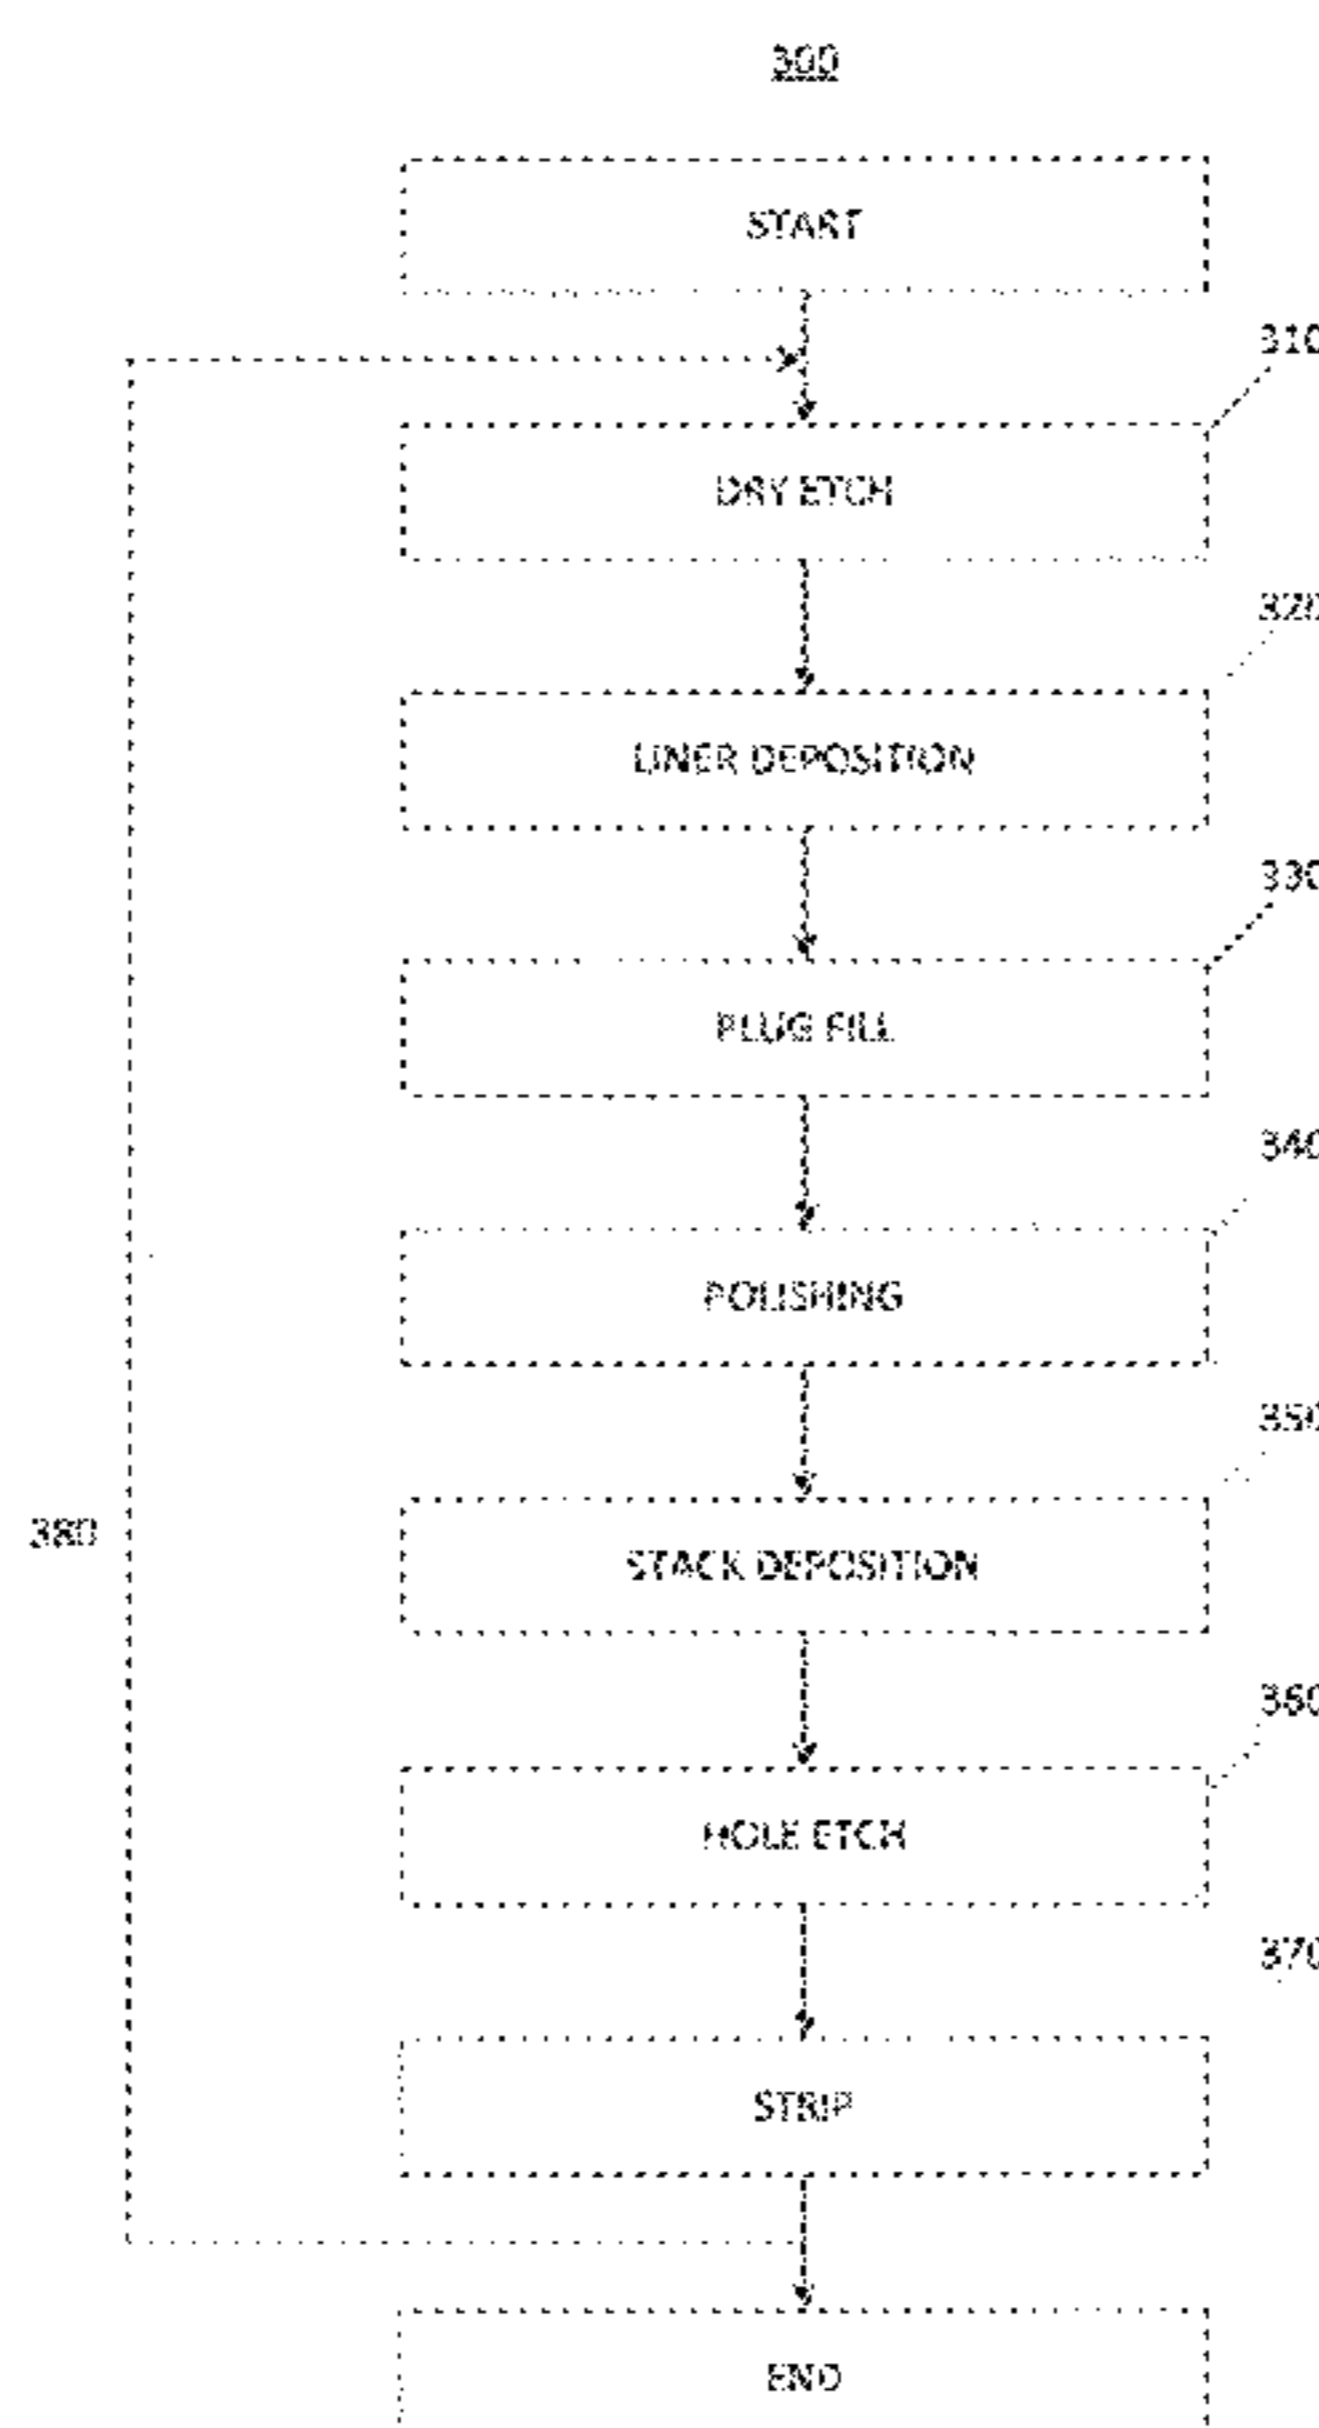 300
START
310
DRY ETCH
320
LINER DEPOSITION
330
PLUG FILL
340
POLISHING
350
STACK DEPOSITION
380
360
HOLE ETCH
370
STRIP
END